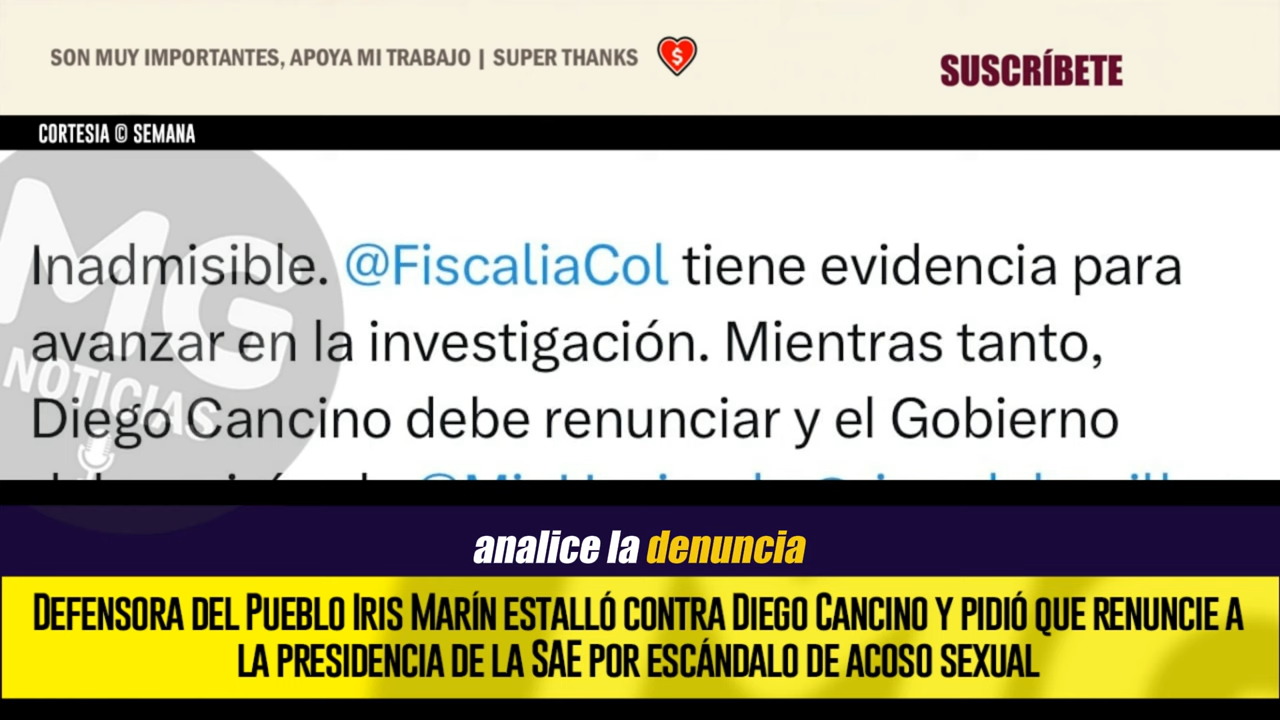 SON MUY IMPORTANTES, APOYA MI TRABAJO | SUPER THANKS
SUSCRÍBETE
CORTESIA © SEMANA
MG
NOTICIAS
Inadmisible. @FiscaliaCol tiene evidencia para
avanzar en la investigación. Mientras tanto,
Diego Cancino debe renunciar y el Gobierno
analice la denuncia
DEFENSORA DEL PUEBLO IRIS MARÍN ESTALLÓ CONTRA DIEGO CANCINO Y PIDIÓ QUE RENUNCIE A
LA PRESIDENCIA DE LA SAE POR ESCÁNDALO DE ACOSO SEXUAL